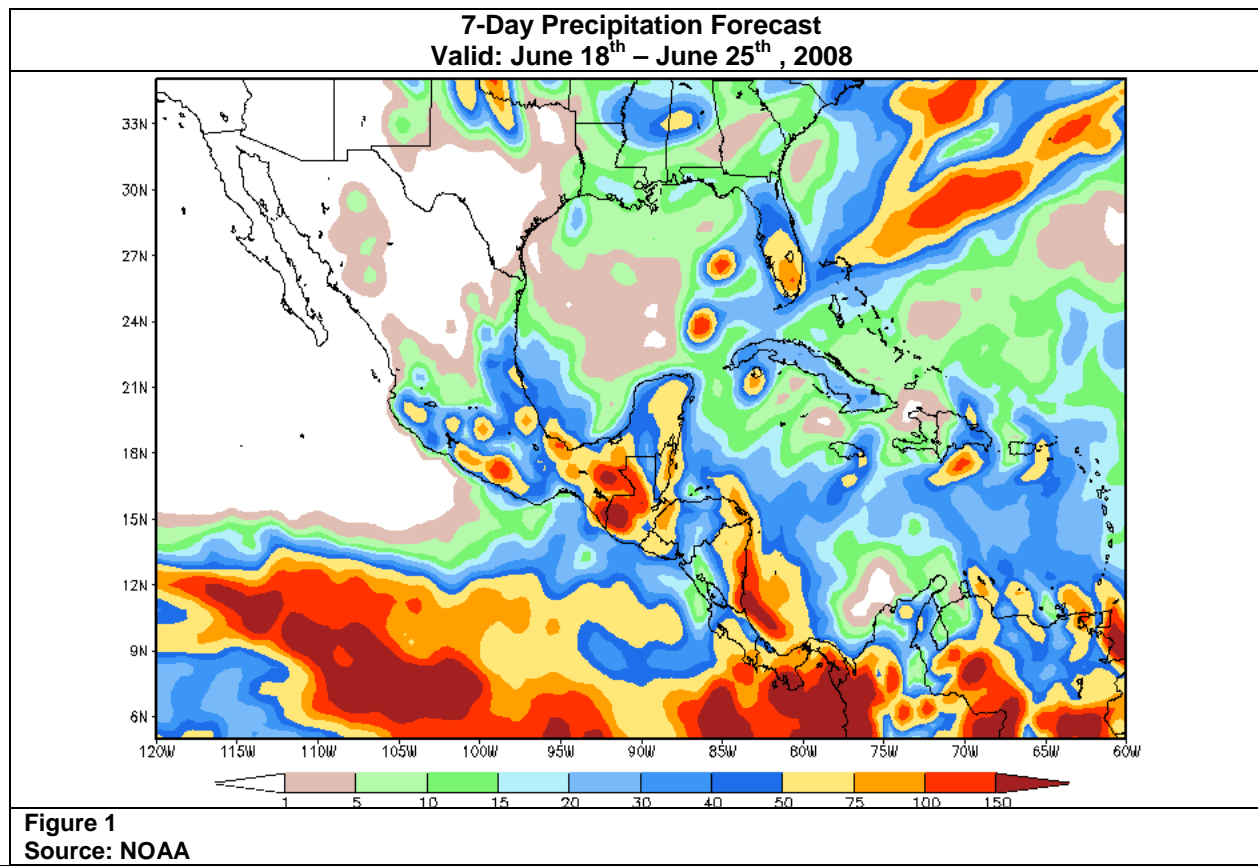 7-Day Precipitation Forecast
Valid: June 18th – June 25th , 2008
33N
30N
27N
24N
21N
18N
15N
12N
9N
6N
120W 115W 110W 105W 100W 95W 90W 85W 80W 75W 70W 65W 60W
1 5 10 15 20 30 40 50 75 100 150
Figure 1
Source: NOAA